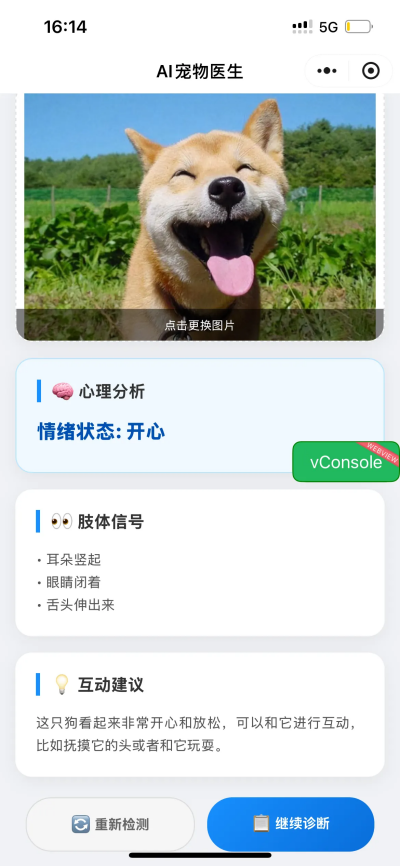 16:14
5G
AI宠物医生
点击更换图片
🧠 心理分析
情绪状态: 开心
WEBVIEW
vConsole
👀 肢体信号
• 耳朵竖起
• 眼睛闭着
• 舌头伸出来
💡 互动建议
这只狗看起来非常开心和放松，可以和它进行互动，
比如抚摸它的头或者和它玩耍。
🔄 重新检测
📋 继续诊断